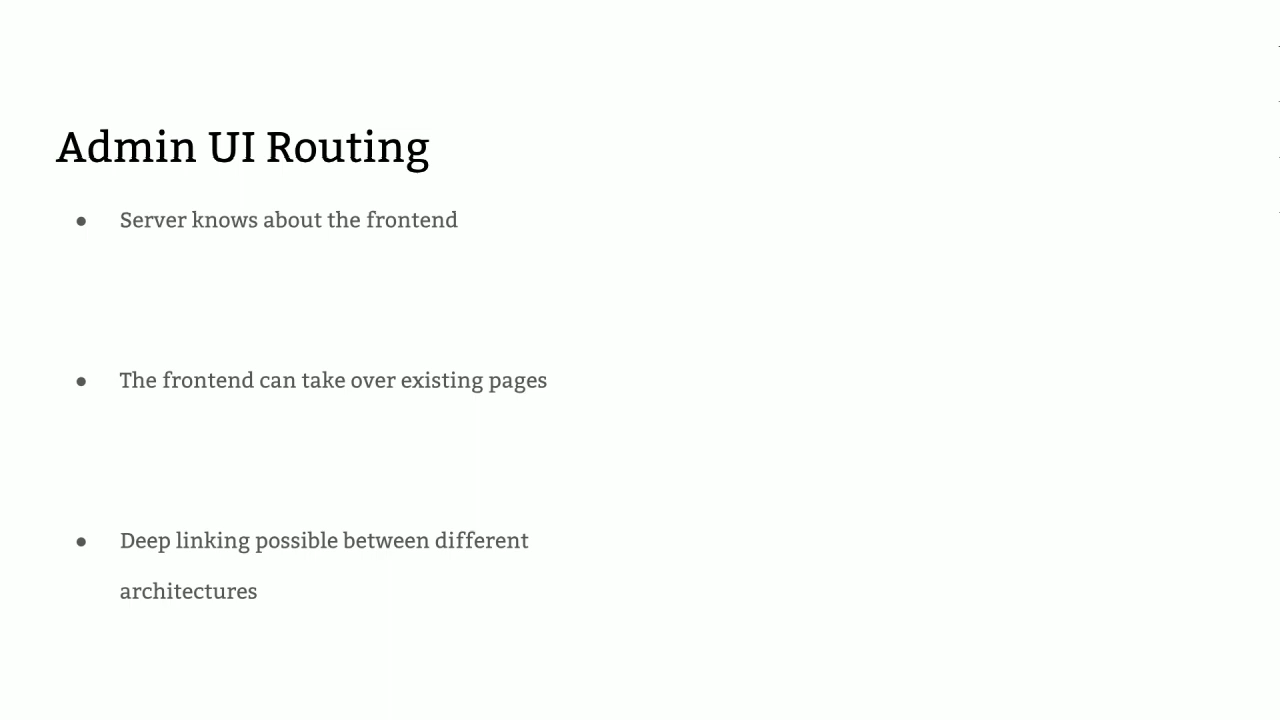 Admin UI Routing
● Server knows about the frontend
● The frontend can take over existing pages
● Deep linking possible between different
architectures